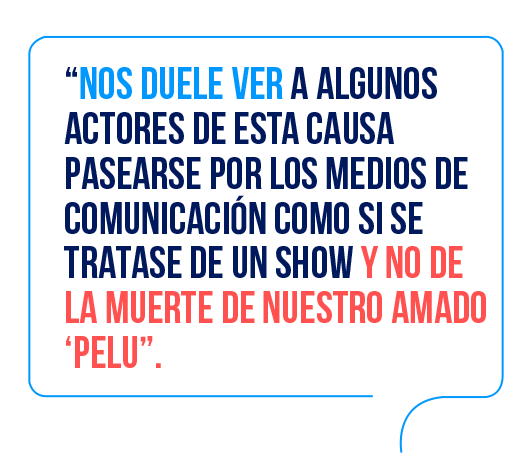 “NOS DUELE VER A ALGUNOS
ACTORES DE ESTA CAUSA
PASEARSE POR LOS MEDIOS DE
COMUNICACIÓN COMO SI SE
TRATASE DE UN SHOW Y NO DE
LA MUERTE DE NUESTRO AMADO
‘PELU”.